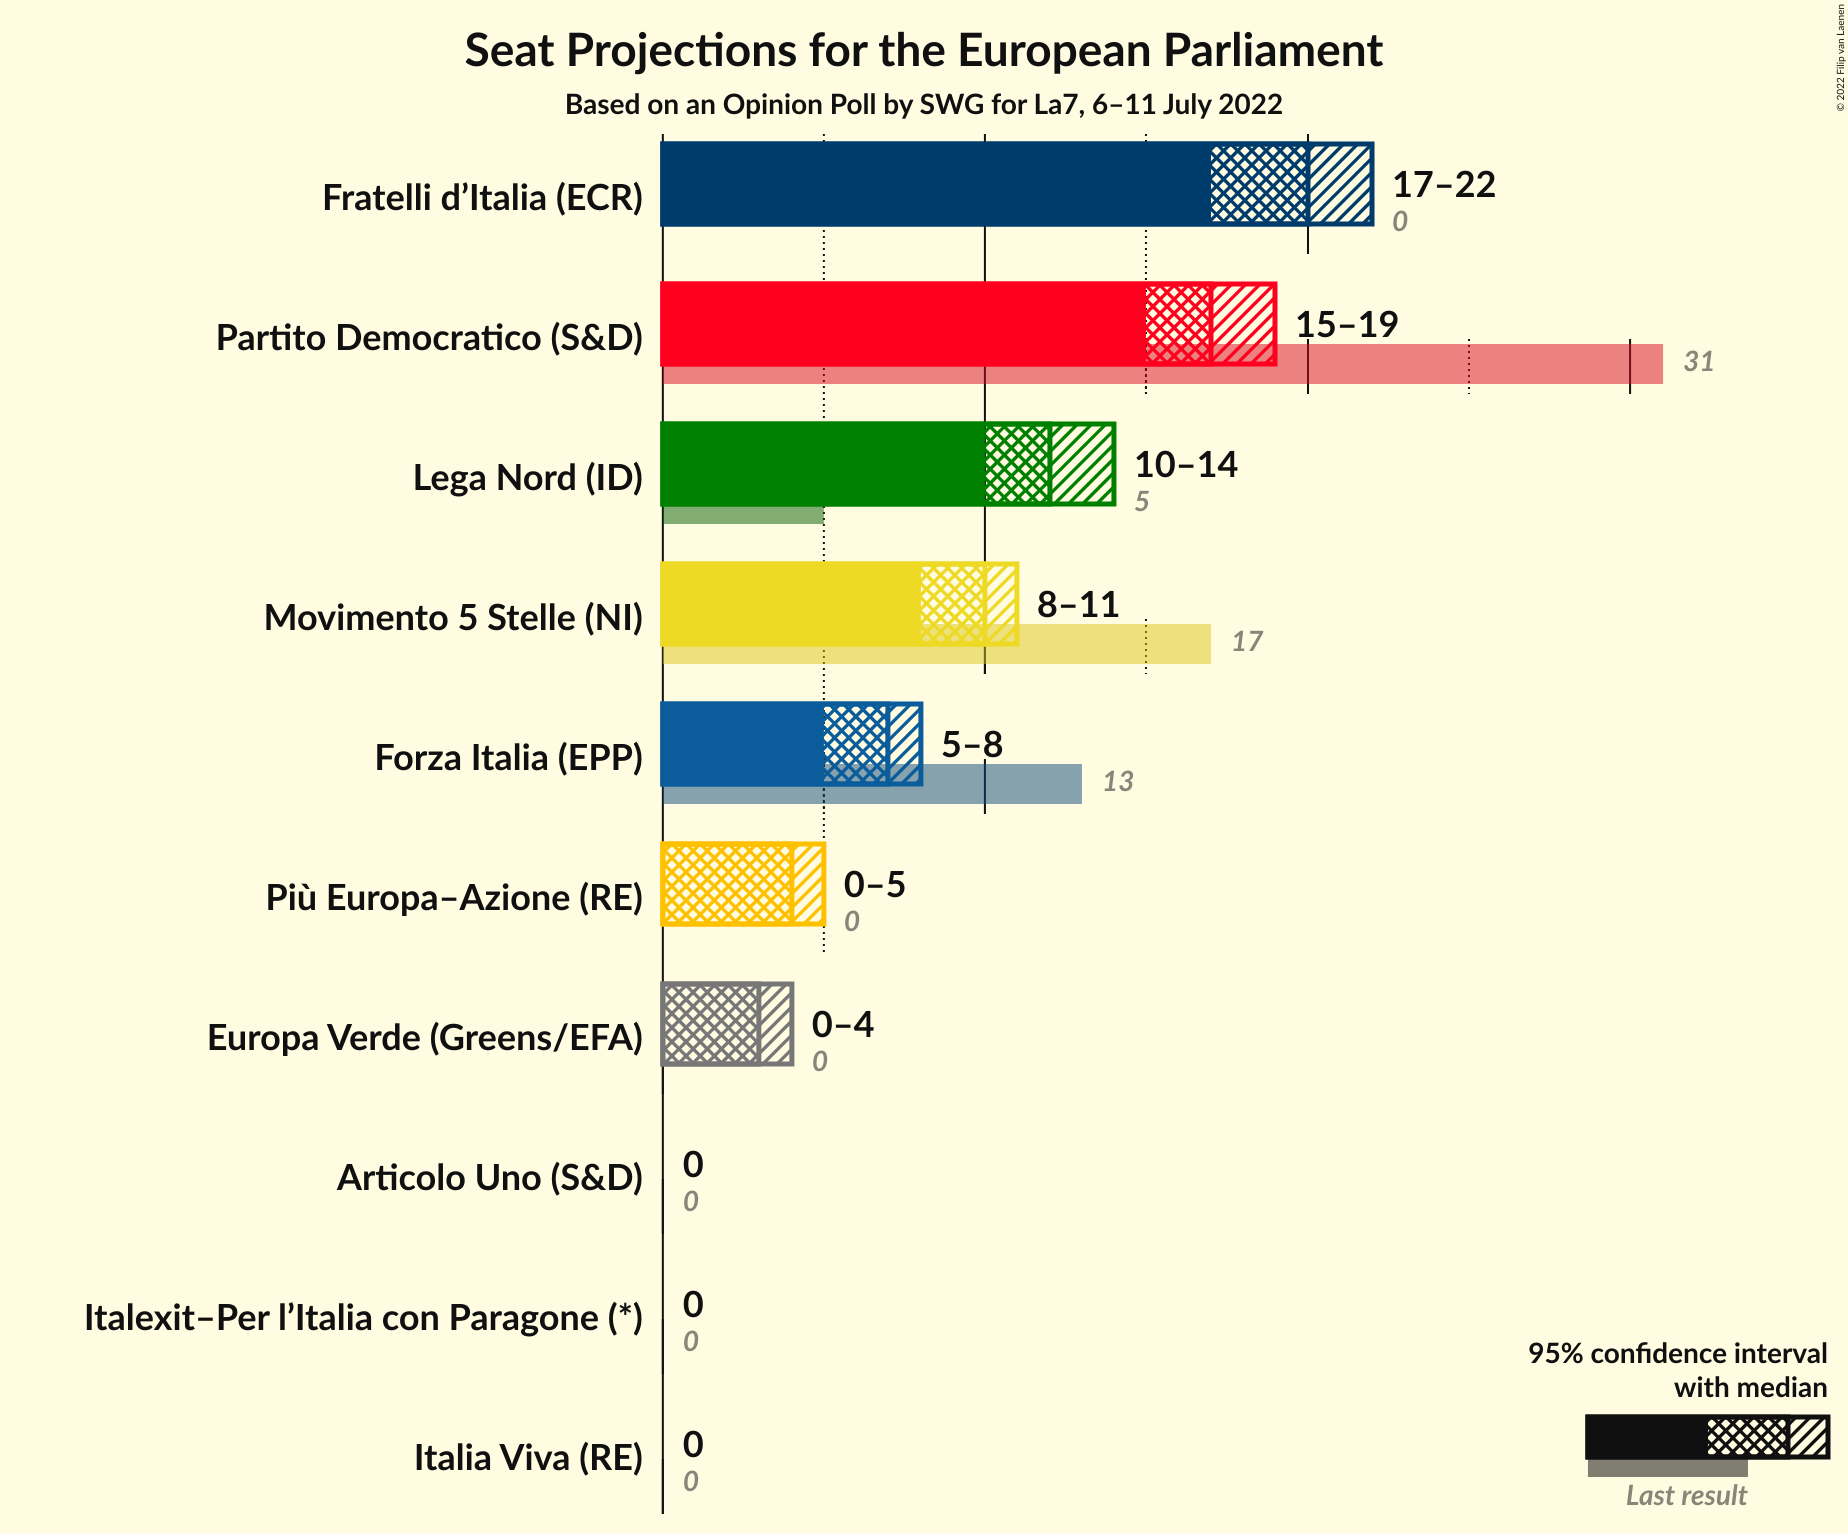 Seat Projections for the European Parliament
Based on an Opinion Poll by SWG for La7, 6–11 July 2022
© 2022 Filip van Laenen
Fratelli d’Italia (ECR)
17–22
0
Partito Democratico (S&D)
15–19
31
Lega Nord (ID)
10–14
5
Movimento 5 Stelle (NI)
8–11
17
Forza Italia (EPP)
5–8
13
Più Europa–Azione (RE)
0–5
0
Europa Verde (Greens/EFA)
0–4
0
Articolo Uno (S&D)
0
0
Italexit–Per l’Italia con Paragone (*)
0
0
Italia Viva (RE)
0
0
95% confidence interval
with median
Last result